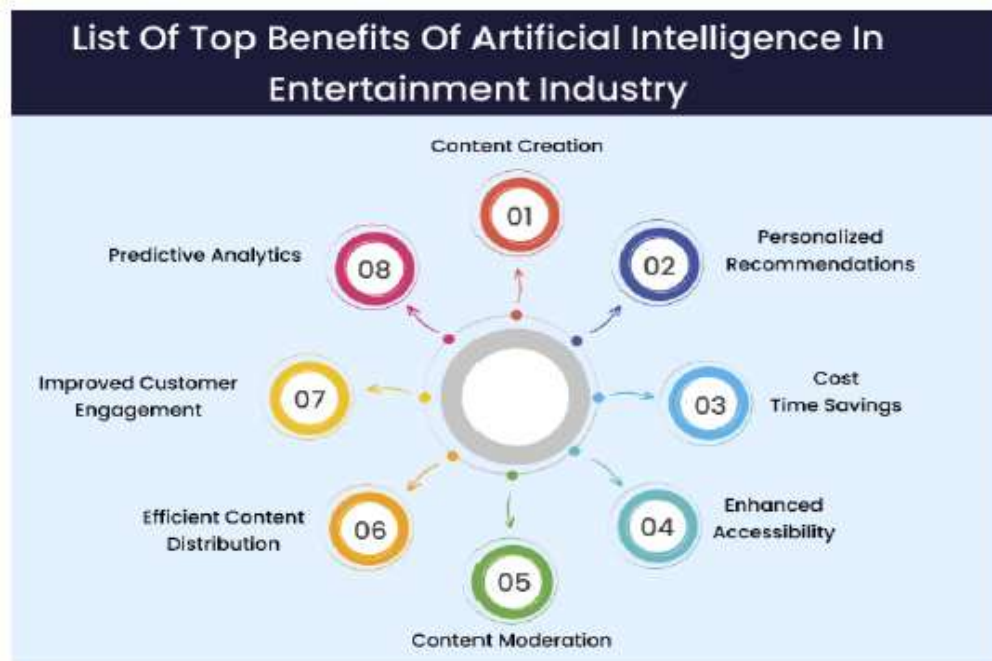 List Of Top Benefits Of Artificial Intelligence In
Entertainment Industry
Content Creation
01
Personalized
Recommendations
02
Cost
Time Savings
03
Enhanced
Accessibility
04
05
Content Moderation
Efficient Content
Distribution
06
Improved Customer
Engagement
07
Predictive Analytics
08